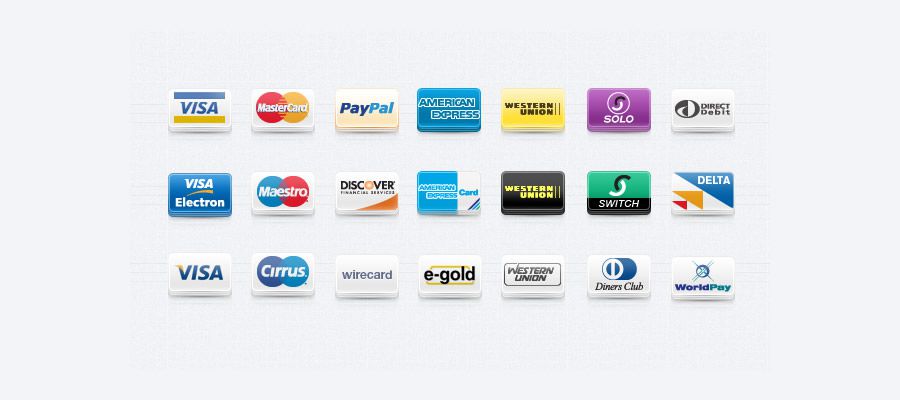 VISA
MasterCard
PayPal
AMERICAN
EXPRESS
WESTERN
UNION
SOLO
DIRECT
Debit
VISA
Electron
Maestro
DISCOVER
FINANCIAL SERVICES
AMERICAN
EXPRESS
Card
WESTERN
UNION
SWITCH
DELTA
VISA
Cirrus
wirecard
e-gold
WESTERN
UNION
Diners Club
WorldPay